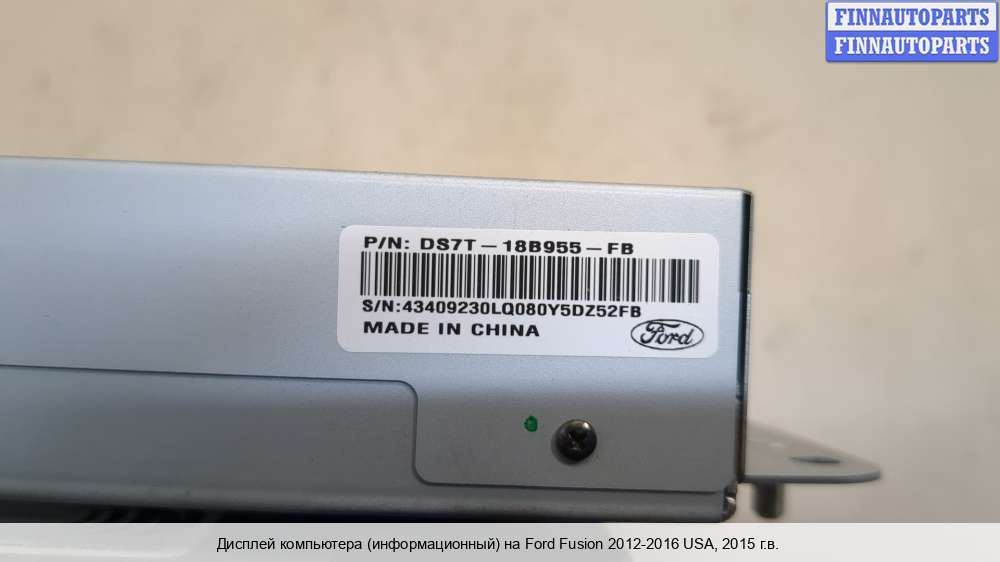 FINNAUTOPARTS
FINNAUTOPARTS
P/N: DS7T-18B955-FB
S/N:43409230LQ080Y5DZ52FB
MADE IN CHINA
Ford
Дисплей компьютера (информационный) на Ford Fusion 2012-2016 USA, 2015 г.в.